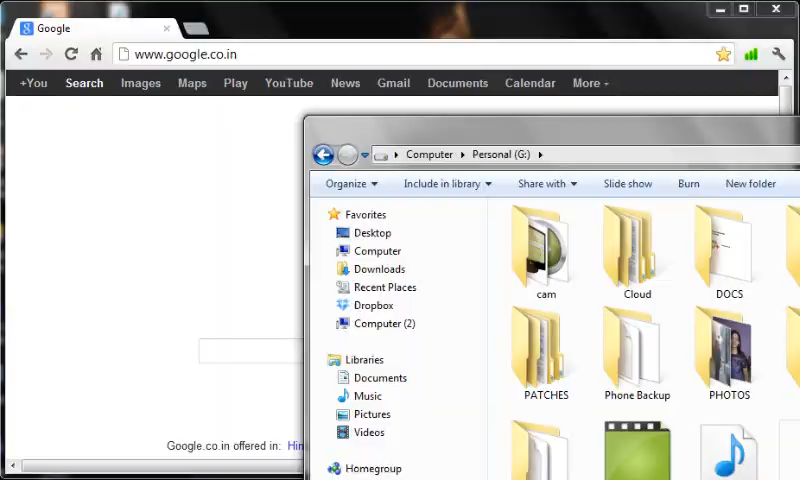 Google
www.google.co.in
+You Search Images Maps Play YouTube News Gmail Documents Calendar More
Computer Personal (G:)
Organize Include in library Share with Slide show Burn New folder
Favorites
Desktop
Computer
Downloads
Recent Places
Dropbox
Computer (2)
Libraries
Documents
Music
Pictures
Videos
Homegroup
cam Cloud DOCS
PATCHES Phone Backup PHOTOS
Google.co.in offered in: Hin